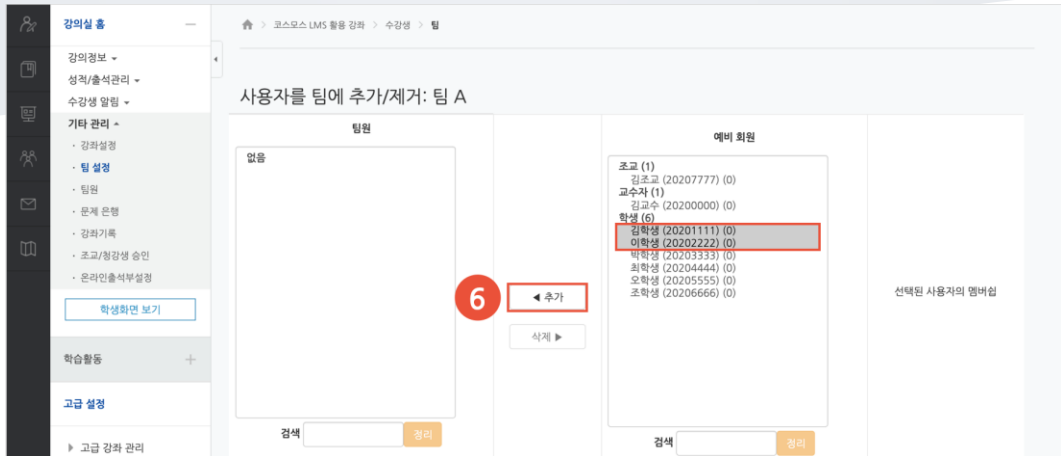 강의실 홈
코스모스 LMS 활용 강좌 > 수강생 > 팀
강의정보
성적/출석관리
수강생 알림
기타 관리
· 강좌설정
· 팀 설정
· 팀원
· 문제 은행
· 강좌기록
· 조교/청강생 승인
· 온라인출석부설정
학생화면 보기
학습활동
고급 설정
▶ 고급 강좌 관리
사용자를 팀에 추가/제거: 팀 A
팀원
없음
검색
정리
6
◀ 추가
삭제 ▶
예비 회원
조교 (1)
김조교 (20207777) (0)
교수자 (1)
김교수 (20200000) (0)
학생 (6)
김학생 (20201111) (0)
이학생 (20202222) (0)
박학생 (20203333) (0)
최학생 (20204444) (0)
오학생 (20205555) (0)
조학생 (20206666) (0)
검색
정리
선택된 사용자의 멤버쉽